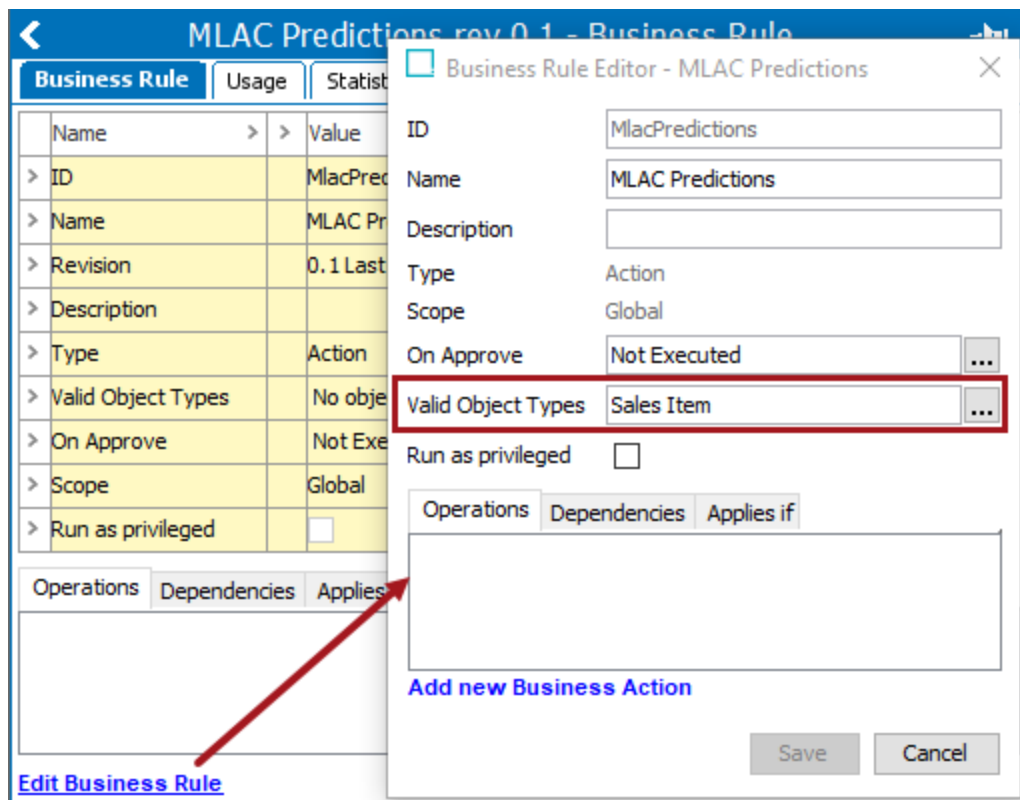 MLAC Predictions rev 0.1 - Business Rule
Business Rule Usage Statist
Name > > Value
> ID MlacPred
> Name MLAC Pr
> Revision 0.1 Last
> Description
> Type Action
> Valid Object Types No obje
> On Approve Not Exe
> Scope Global
> Run as privileged
Operations Dependencies Applies
Edit Business Rule
Business Rule Editor - MLAC Predictions
ID MlacPredictions
Name MLAC Predictions
Description
Type Action
Scope Global
On Approve Not Executed ...
Valid Object Types Sales Item ...
Run as privileged
Operations Dependencies Applies if
Add new Business Action
Save Cancel